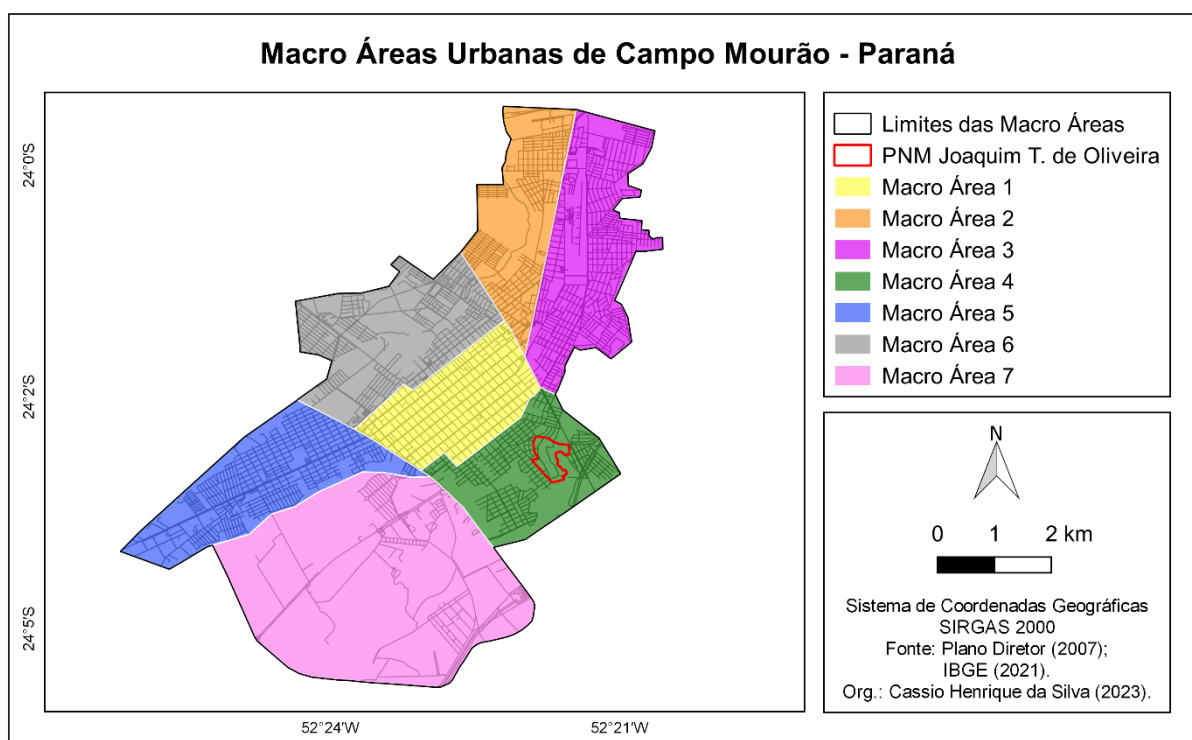 Macro Áreas Urbanas de Campo Mourão - Paraná
24°0'S
24°2'S
24°5'S
52°24'W
52°21'W
Limites das Macro Áreas
PNM Joaquim T. de Oliveira
Macro Área 1
Macro Área 2
Macro Área 3
Macro Área 4
Macro Área 5
Macro Área 6
Macro Área 7
N
0 1 2 km
Sistema de Coordenadas Geográficas
SIRGAS 2000
Fonte: Plano Diretor (2007);
IBGE (2021).
Org.: Cassio Henrique da Silva (2023).